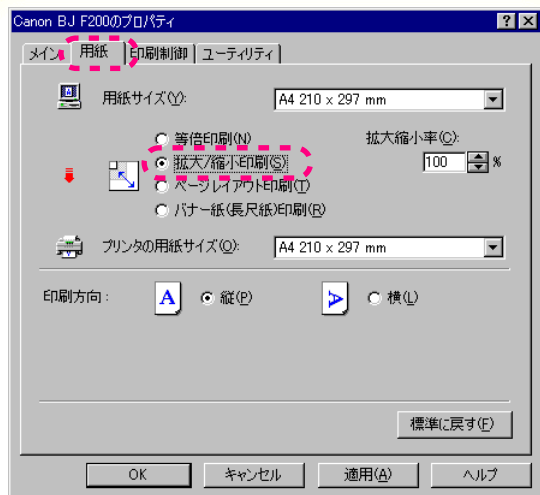 Canon BJ F200のプロパティ
メイン 用紙 印刷制御 ユーティリティ
用紙サイズ(Y): A4 210 x 297 mm
等倍印刷(N) 拡大縮小率(C):
拡大/縮小印刷(S) 100 %
ページレイアウト印刷(T)
バナー紙(長尺紙)印刷(R)
プリンタの用紙サイズ(O): A4 210 x 297 mm
印刷方向: A 縦(P) A 横(L)
標準に戻す(F)
OK キャンセル 適用(A) ヘルプ